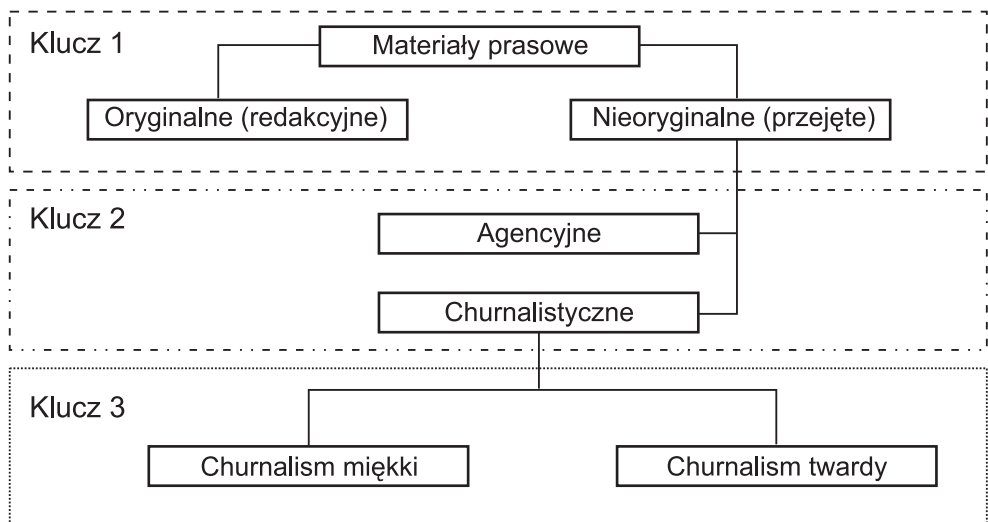 Klucz 1
Materiały prasowe
Oryginalne (redakcyjne)
Nieoryginalne (przejęte)
Klucz 2
Agencyjne
Churnalistyczne
Klucz 3
Churnalism miękki
Churnalism twardy